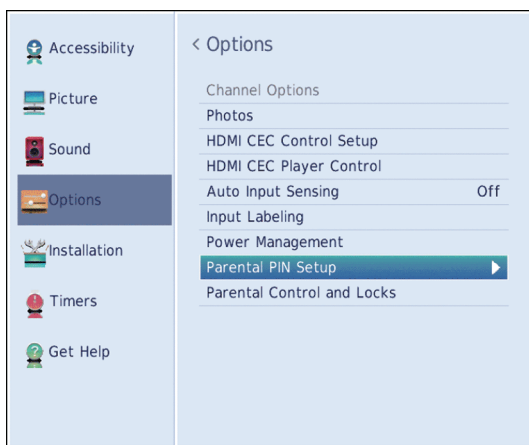 Accessibility
Picture
Sound
Options
Installation
Timers
Get Help
< Options
Channel Options
Photos
HDMI CEC Control Setup
HDMI CEC Player Control
Auto Input Sensing Off
Input Labeling
Power Management
Parental PIN Setup
Parental Control and Locks